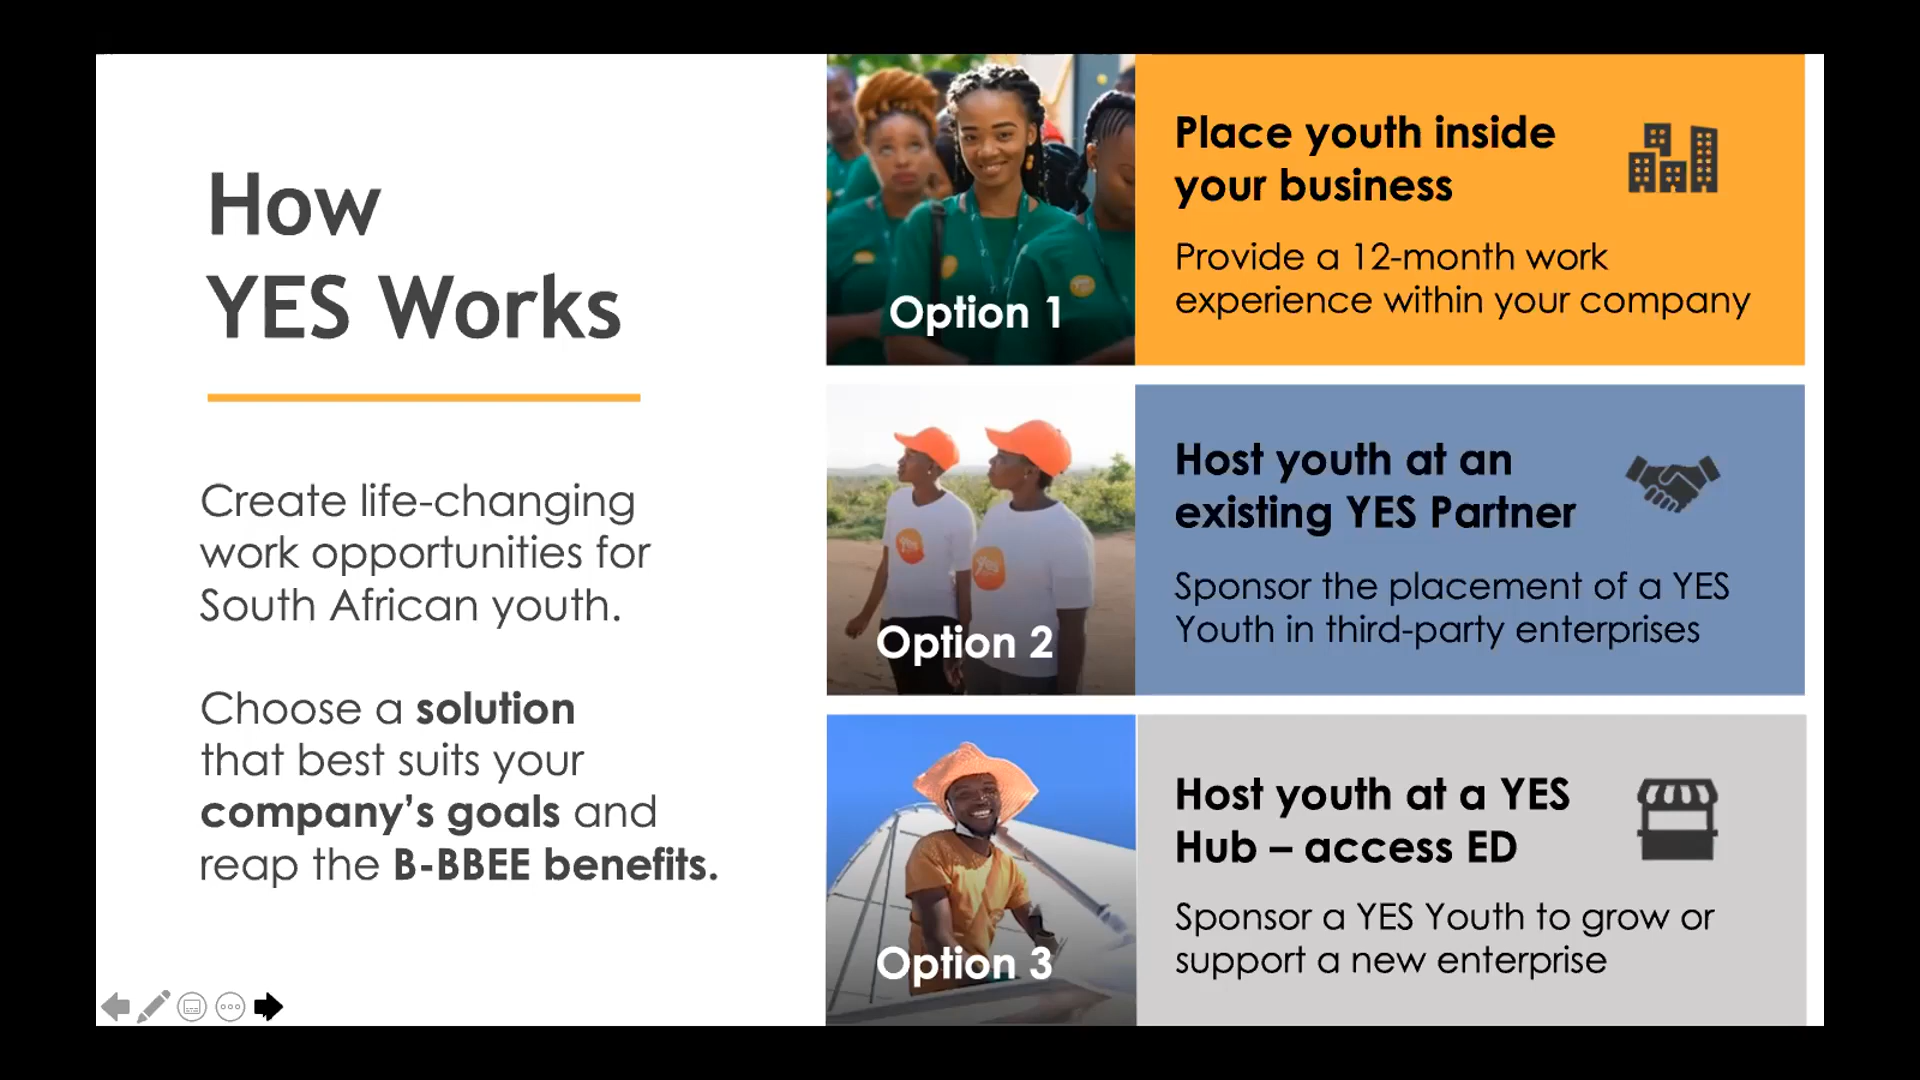 How
YES Works
Create life-changing
work opportunities for
South African youth.
Choose a solution
that best suits your
company’s goals and
reap the B-BBEE benefits.
Option 1
Place youth inside
your business
Provide a 12-month work
experience within your company
yes
yes
Option 2
Host youth at an
existing YES Partner
Sponsor the placement of a YES
Youth in third-party enterprises
Option 3
Host youth at a YES
Hub – access ED
Sponsor a YES Youth to grow or
support a new enterprise